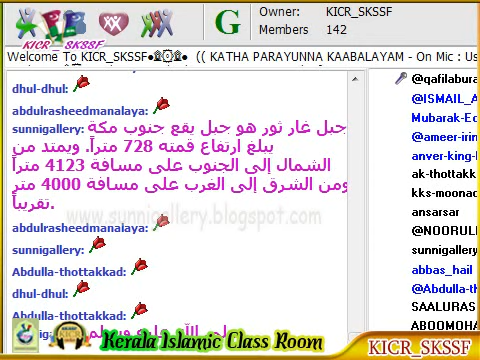 Owner: KICR_SKSSF
Members 142
G
KICR_SKSSF
Welcome To KICR_SKSSF●۩۞۩● (( KATHA PARAYUNNA KAABALAYAM - On Mic : Us
dhul-dhul:
abdulrasheedmanalaya:
sunnigallery: جبل غار ثور هو جبل يقع جنوب مكة
يبلغ ارتفاع قمته 728 متراً. ويمتد من
الشمال إلى الجنوب على مسافة 4123 متراً
ومن الشرق إلى الغرب على مسافة 4000 متر
تقريباً.
www.sunnigallery.blogspot.com
abdulrasheedmanalaya:
sunnigallery:
Abdulla-thottakkad:
dhul-dhul:
Abdulla-thottakkad:
@qafilabura
@ISMAIL_A
Mubarak-Ec
@ameer-irin
anver-king-
ak-thottakk
kks-moonad
ansarsar
@NOORULI
sunnigallery
abbas_hail
@Abdulla-th
SAALURAS
ABOOMOHA
Kerala Islamic Class Room
KICR_SKSSF